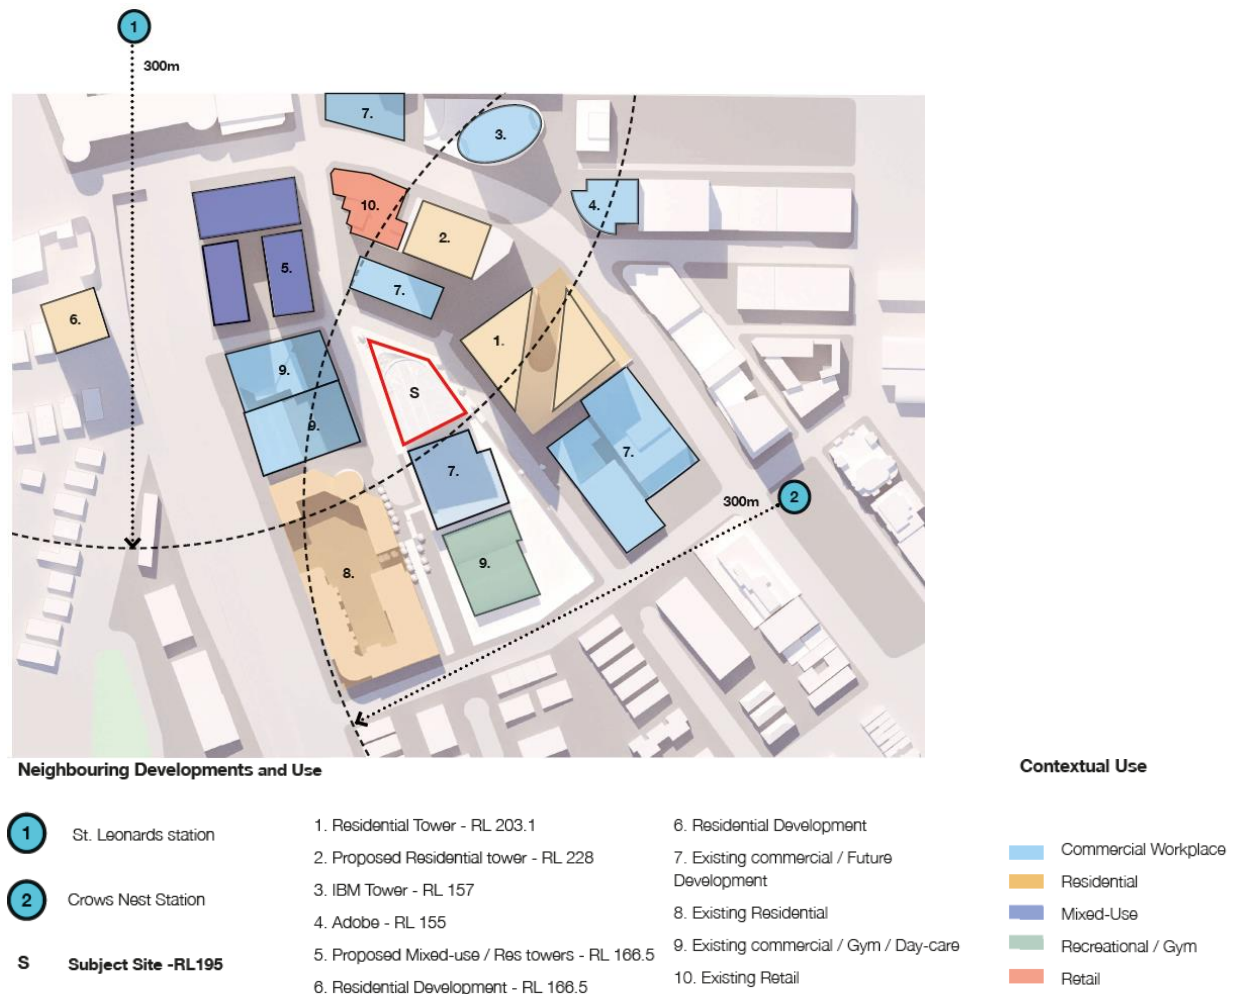 1
300m
7.
3.
10.
4.
2.
5.
7.
6.
1.
9.
S
9.
7.
7.
300m
2
9.
8.
Neighbouring Developments and Use
Contextual Use
1
St. Leonards station
2
Crows Nest Station
S
Subject Site -RL195
1. Residential Tower - RL 203.1
2. Proposed Residential tower - RL 228
3. IBM Tower - RL 157
4. Adobe - RL 155
5. Proposed Mixed-use / Res towers - RL 166.5
6. Residential Development - RL 166.5
6. Residential Development
7. Existing commercial / Future
Development
8. Existing Residential
9. Existing commercial / Gym / Day-care
10. Existing Retail
Commercial Workplace
Residential
Mixed-Use
Recreational / Gym
Retail